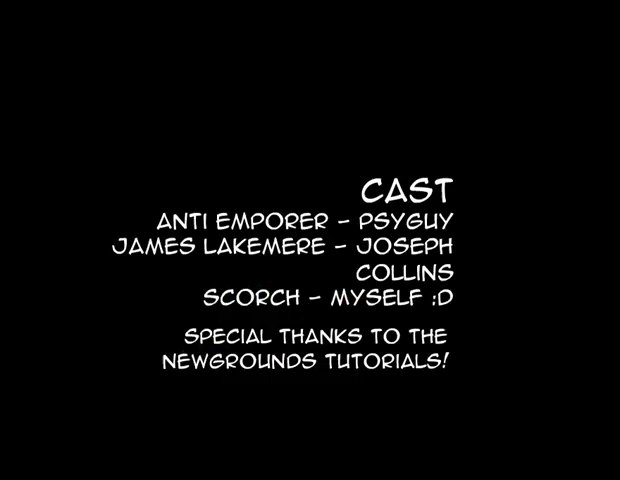 CAST
ANTI EMPORER - PSYGUY
JAMES LAKEMERE - JOSEPH
COLLINS
SCORCH - MYSELF :D
SPECIAL THANKS TO THE
NEWGROUNDS TUTORIALS!